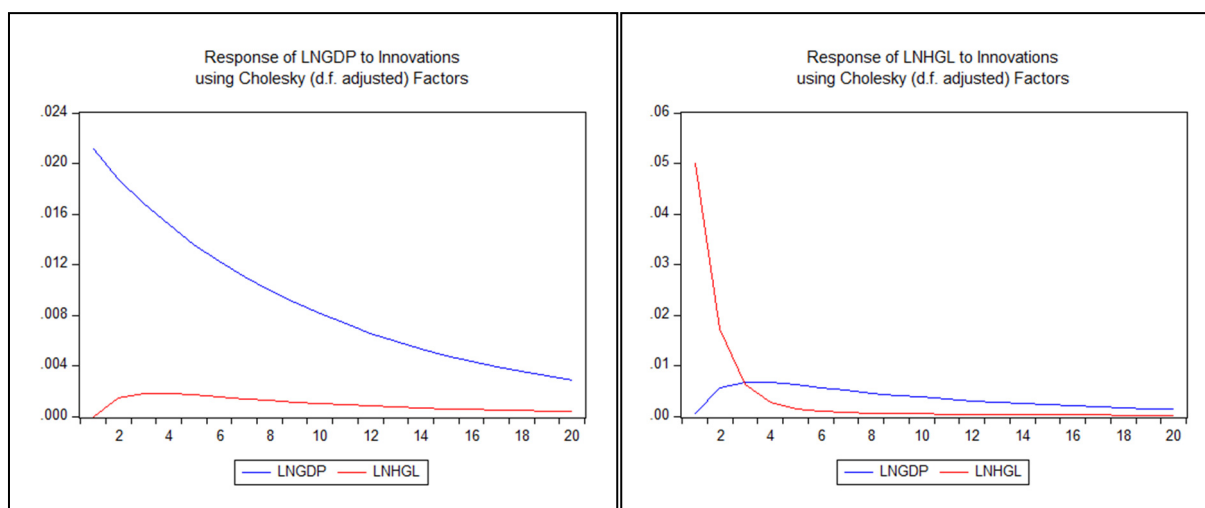 Response of LNGDP to Innovations
using Cholesky (d.f. adjusted) Factors
.024
.020
.016
.012
.008
.004
.000
2 4 6 8 10 12 14 16 18 20
LNGDP LNHGL
Response of LNHGL to Innovations
using Cholesky (d.f. adjusted) Factors
.06
.05
.04
.03
.02
.01
.00
2 4 6 8 10 12 14 16 18 20
LNGDP LNHGL